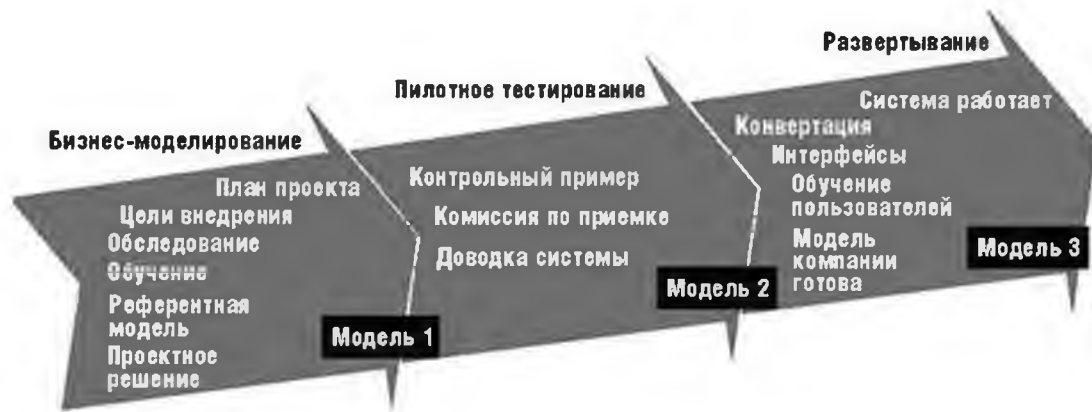 Бизнес-моделирование
План проекта
Цели внедрения
Обследование
Обучение
Референтная
модель
Проектное
решение
Модель 1
Пилотное тестирование
Контрольный пример
Комиссия по приемке
Доводка системы
Модель 2
Развертывание
Система работает
Конвертация
Интерфейсы
Обучение
пользователей
Модель
компании
готова
Модель 3